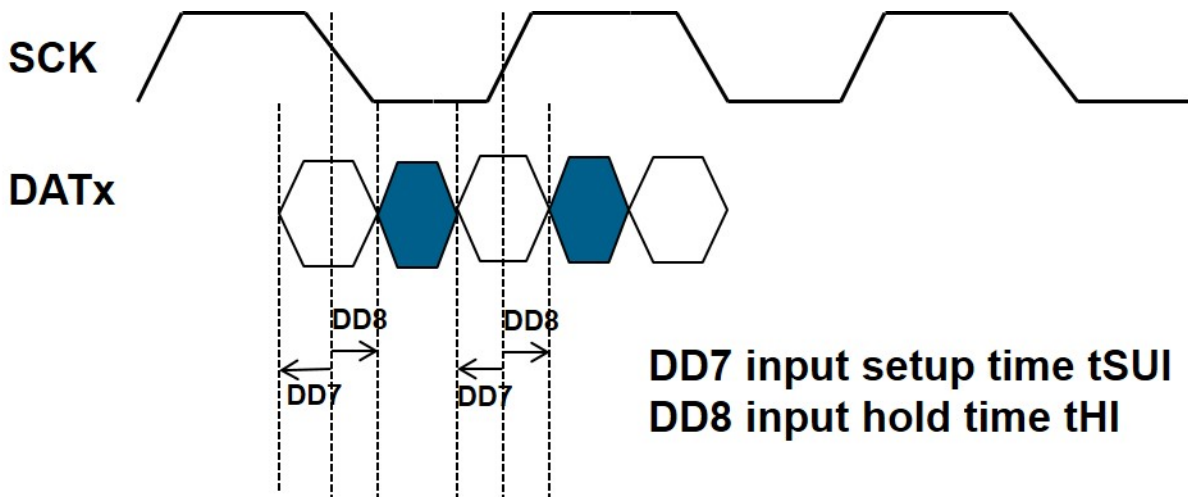 SCK
DATx
DD8
DD8
DD7
DD7
DD7 input setup time tSUI
DD8 input hold time tHI